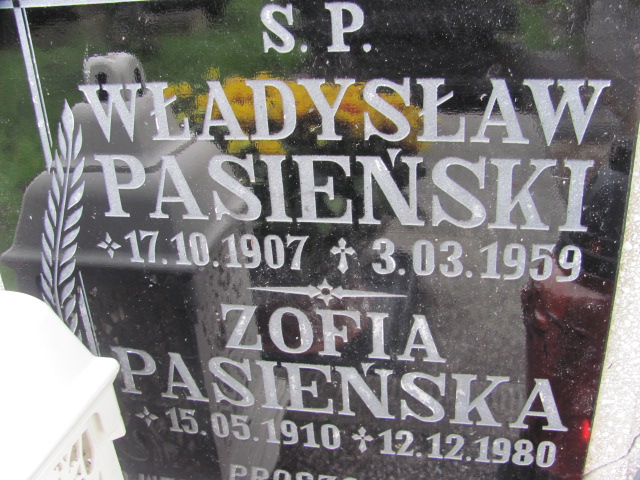 S. P.
WŁADYSŁAW
PASIEŃSKI
17.10.1907 3.03.1959
ZOFIA
PASIEŃSKA
15.05.1910 12.12.1980